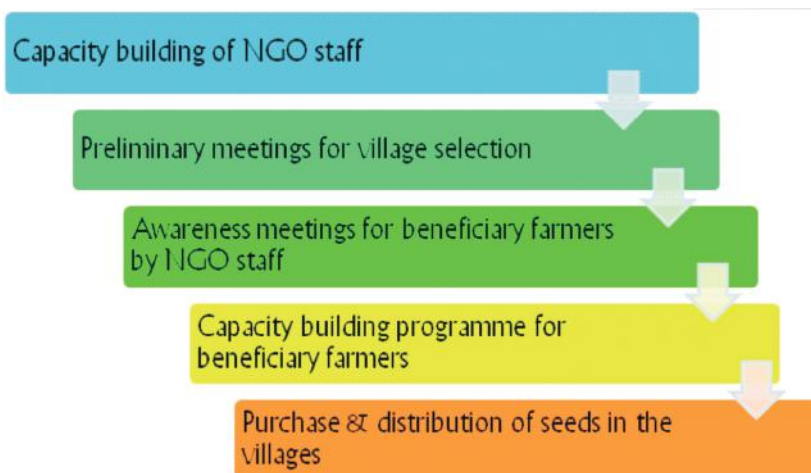 Capacity building of NGO staff
Preliminary meetings for village selection
Awareness meetings for beneficiary farmers
by NGO staff
Capacity building programme for
beneficiary farmers
Purchase & distribution of seeds in the
villages